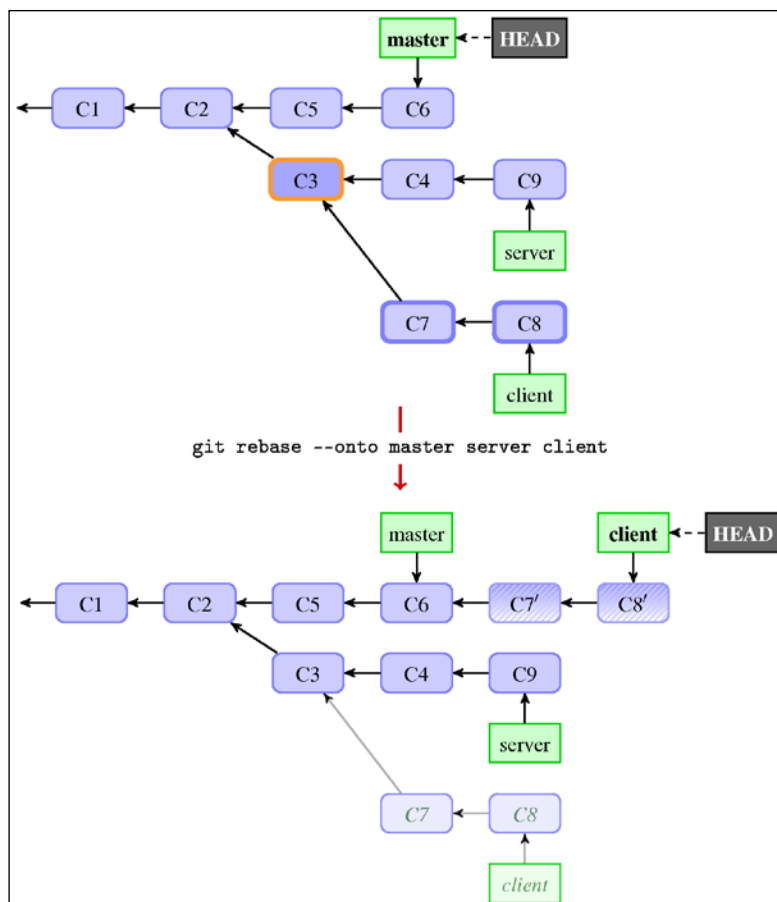 master HEAD
C1 C2 C5 C6
C3 C4 C9
server
C7 C8
client
git rebase --onto master server client
master client HEAD
C1 C2 C5 C6 C7′ C8′
C3 C4 C9
server
C7 C8
client